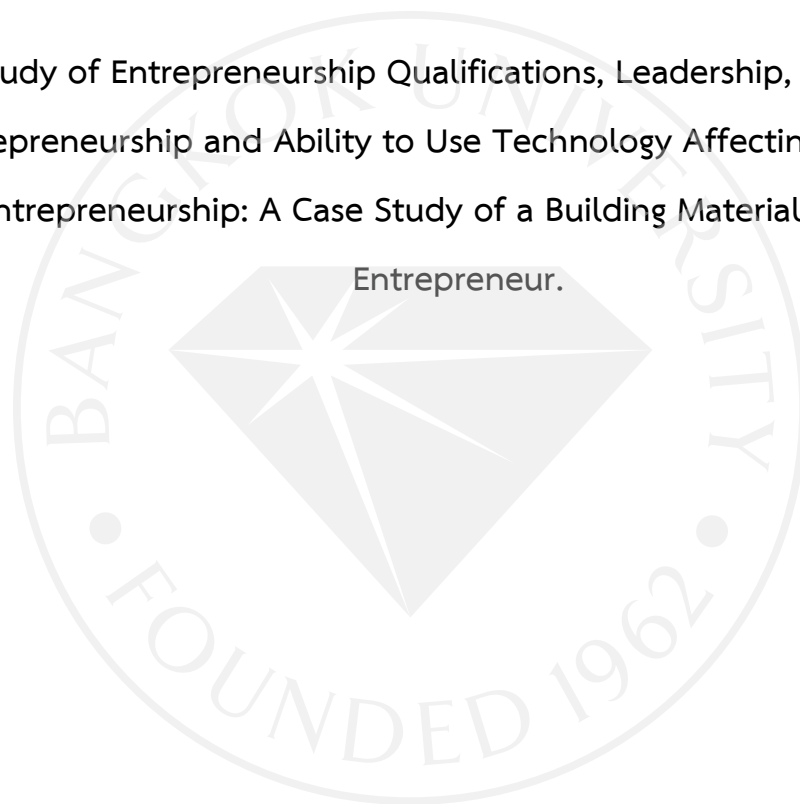 udy of Entrepreneurship Qualifications, Leadership,
epreneurship and Ability to Use Technology Affectin
ntrepreneurship: A Case Study of a Building Material
Entrepreneur.
BANGKOK UNIVERSITY
• FOUNDED 1962 •